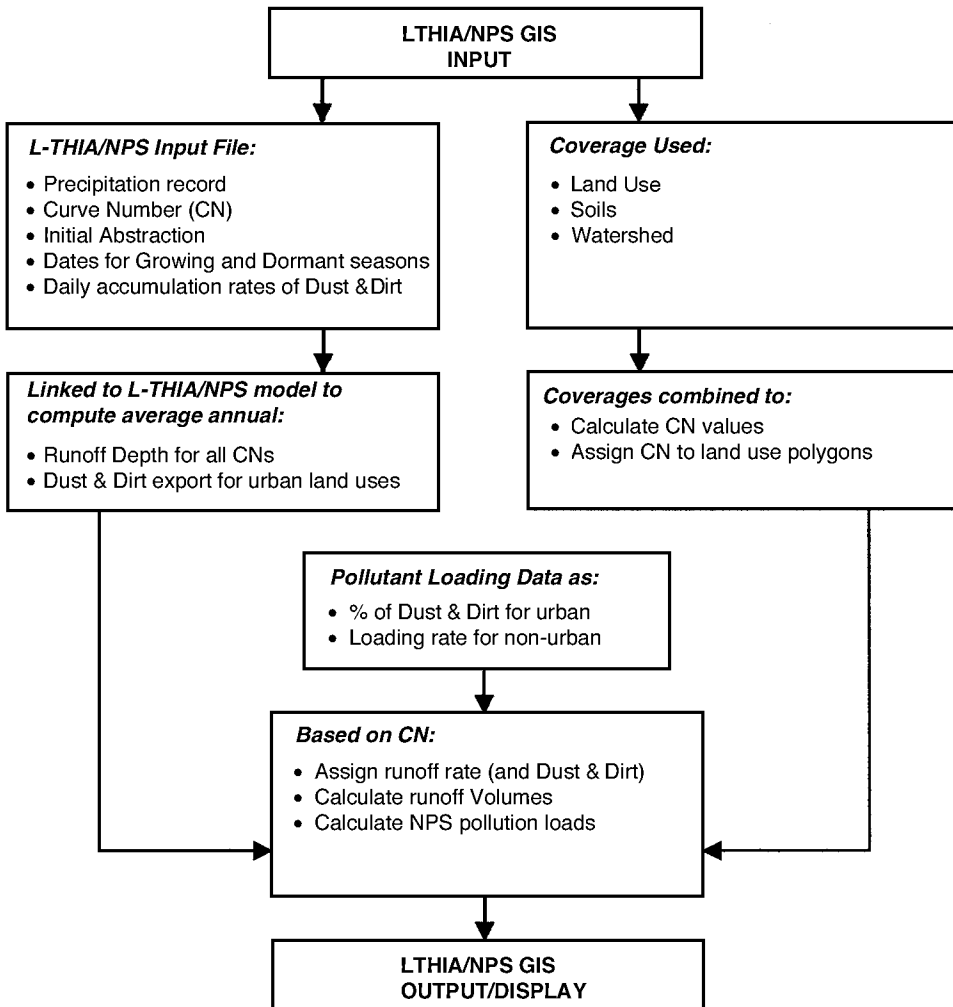 LTHIA/NPS GIS
INPUT
L-THIA/NPS Input File:
• Precipitation record
• Curve Number (CN)
• Initial Abstraction
• Dates for Growing and Dormant seasons
• Daily accumulation rates of Dust &Dirt
Coverage Used:
• Land Use
• Soils
• Watershed
Linked to L-THIA/NPS model to
compute average annual:
• Runoff Depth for all CNs
• Dust & Dirt export for urban land uses
Coverages combined to:
• Calculate CN values
• Assign CN to land use polygons
Pollutant Loading Data as:
• % of Dust & Dirt for urban
• Loading rate for non-urban
Based on CN:
• Assign runoff rate (and Dust & Dirt)
• Calculate runoff Volumes
• Calculate NPS pollution loads
LTHIA/NPS GIS
OUTPUT/DISPLAY